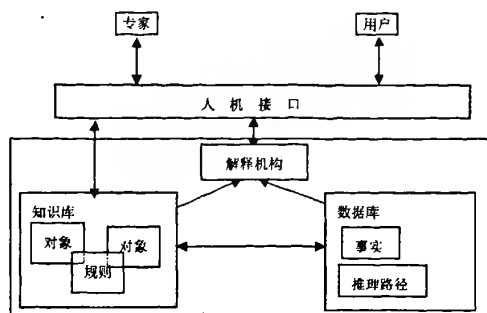 专家
用户
人机接口
解释机构
知识库
对象
对象
规则
数据库
事实
推理路径